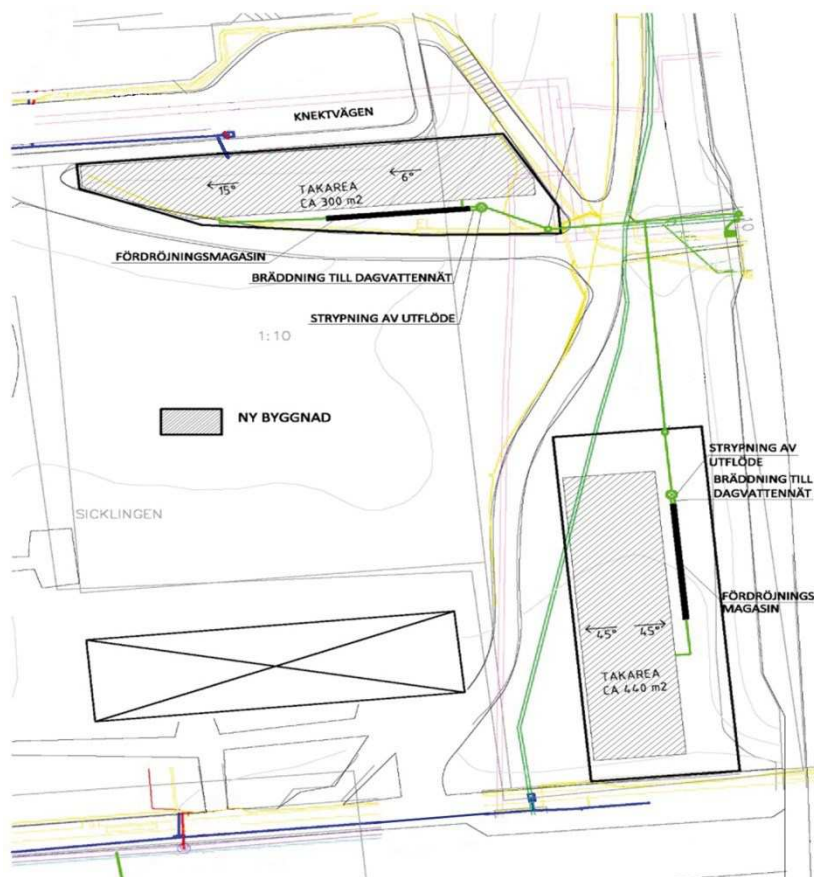 KNEKTVÄGEN
15°
TAKAREA
CA 300 m2
6°
FÖRDRÖJNINGSMAGASIN
BRÄDDNING TILL DAGVATTENNÄT
STRYPNING AV UTFLÖDE
1:10
NY BYGGNAD
STRYPNING AV
UTFLÖDE
BRÄDDNING TILL
DAGVATTENNÄT
SICKLINGEN
FÖRDRÖJNINGS
MAGASIN
45° 45°
TAKAREA
CA 440 m2